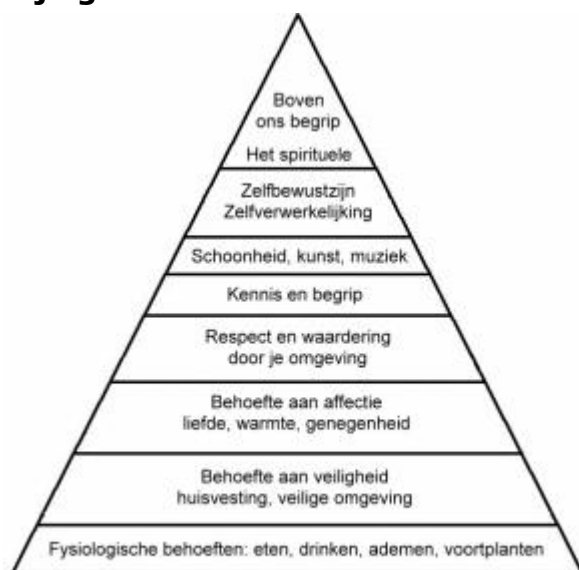 Boven
ons begrip
Het spirituele
Zelfbewustzijn
Zelfverwerkelijking
Schoonheid, kunst, muziek
Kennis en begrip
Respect en waardering
door je omgeving
Behoefte aan affectie
liefde, warmte, genegenheid
Behoefte aan veiligheid
huisvesting, veilige omgeving
Fysiologische behoeften: eten, drinken, ademen, voortplanten